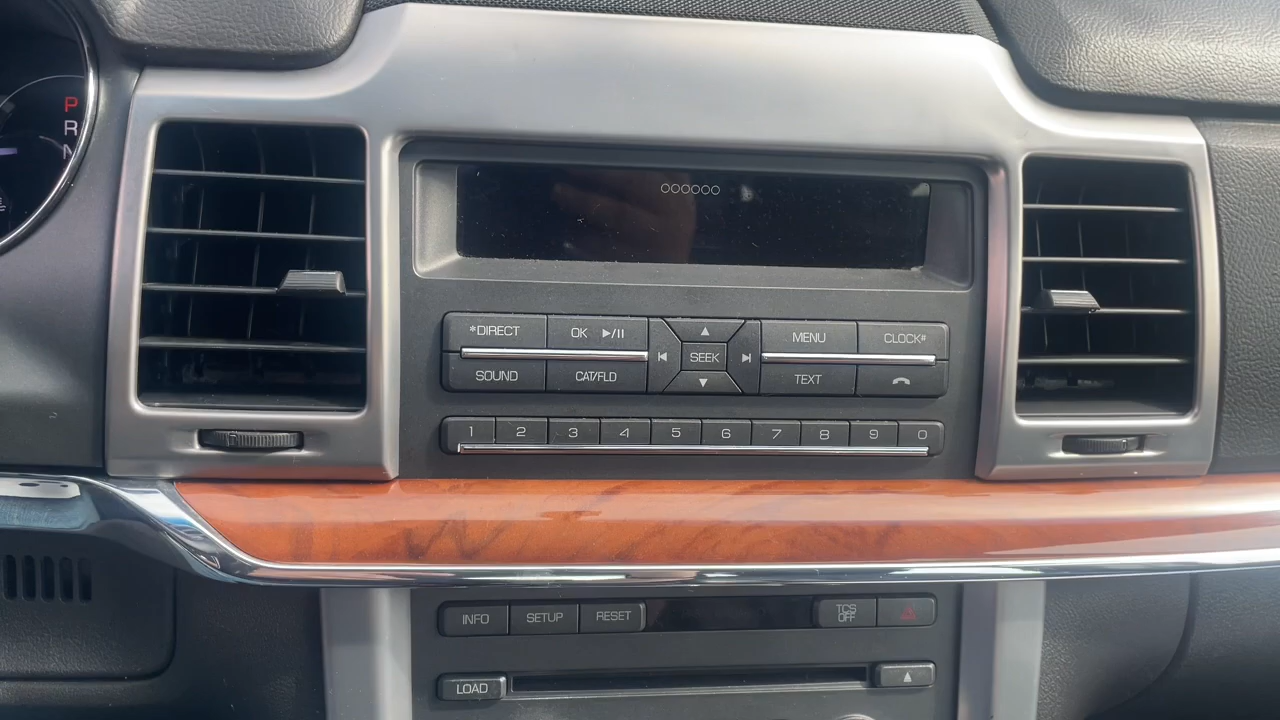 P
R
N
OOOOOO
*DIRECT OK ▶/II ▲ MENU CLOCK#
SEEK
SOUND CAT/FLD ▼ TEXT
1 2 3 4 5 6 7 8 9 0
INFO SETUP RESET TCS OFF
LOAD ▲